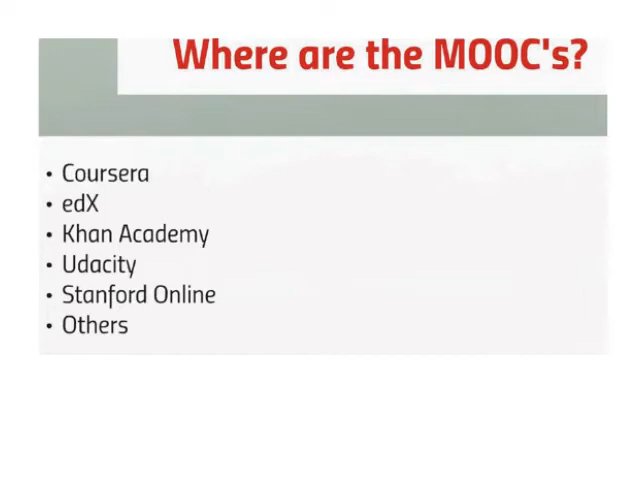 Where are the MOOC's?
• Coursera
• edX
• Khan Academy
• Udacity
• Stanford Online
• Others